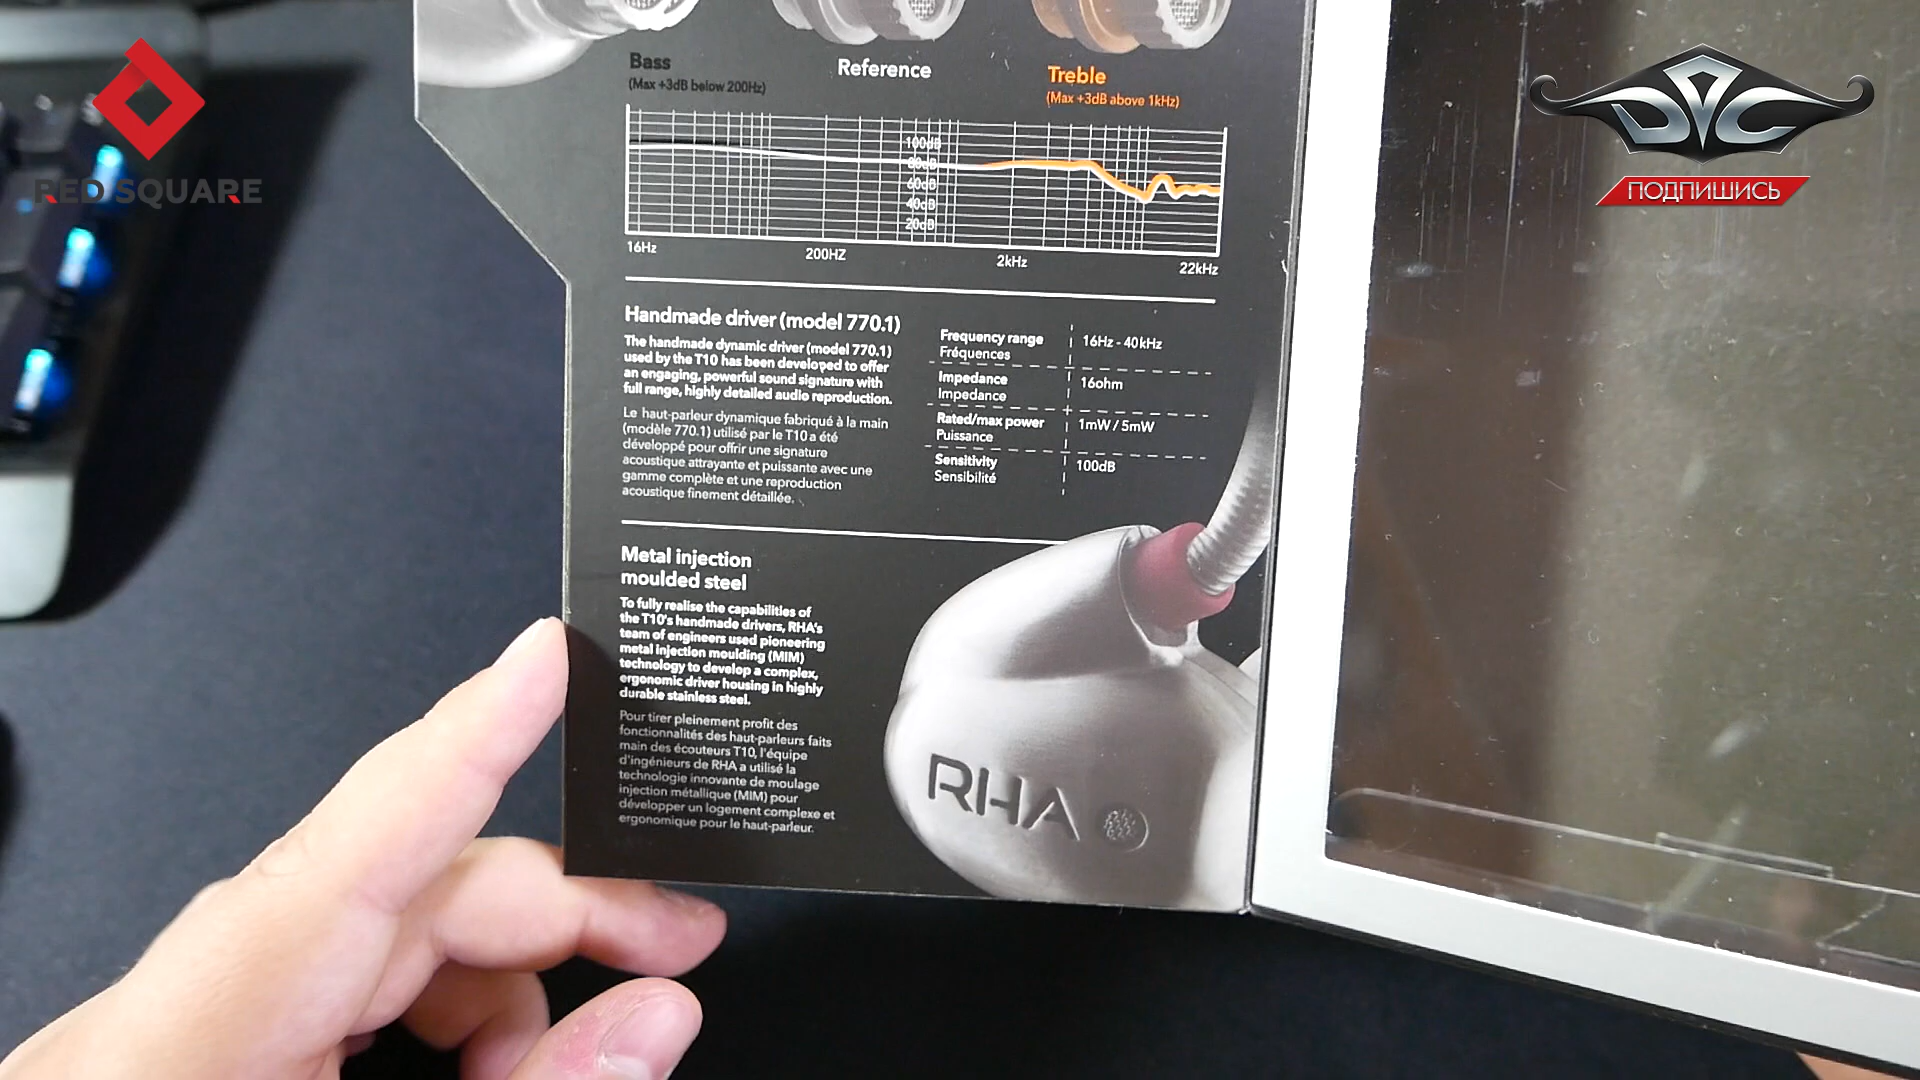 RED SQUARE
DVC
ПОДПИШИСЬ
Bass
(Max +3dB below 200Hz)
Reference
Treble
(Max +3dB above 1kHz)
100dB
80dB
60dB
40dB
20dB
16Hz
200HZ
2kHz
22kHz
Handmade driver (model 770.1)
The handmade dynamic driver (model 770.1)
used by the T10 has been developed to offer
an engaging, powerful sound signature with
full range, highly detailed audio reproduction.
Le haut-parleur dynamique fabriqué à la main
(modèle 770.1) utilisé par le T10 a été
développé pour offrir une signature
acoustique attrayante et puissante avec une
gamme complète et une reproduction
acoustique finement détaillée.
Frequency range
Fréquences
16Hz - 40kHz
Impedance
Impedance
16ohm
Rated/max power
Puissance
1mW / 5mW
Sensitivity
Sensibilité
100dB
Metal injection
moulded steel
To fully realise the capabilities of
the T10's handmade drivers, RHA's
team of engineers used pioneering
metal injection moulding (MIM)
technology to develop a complex,
ergonomic driver housing in highly
durable stainless steel.
Pour tirer pleinement profit des
fonctionnalités des haut-parleurs faits
main des écouteurs T10, l'équipe
d'ingénieurs de RHA a utilisé la
technologie innovante de moulage
injection métallique (MIM) pour
développer un logement complexe et
ergonomique pour le haut-parleur.
RHA